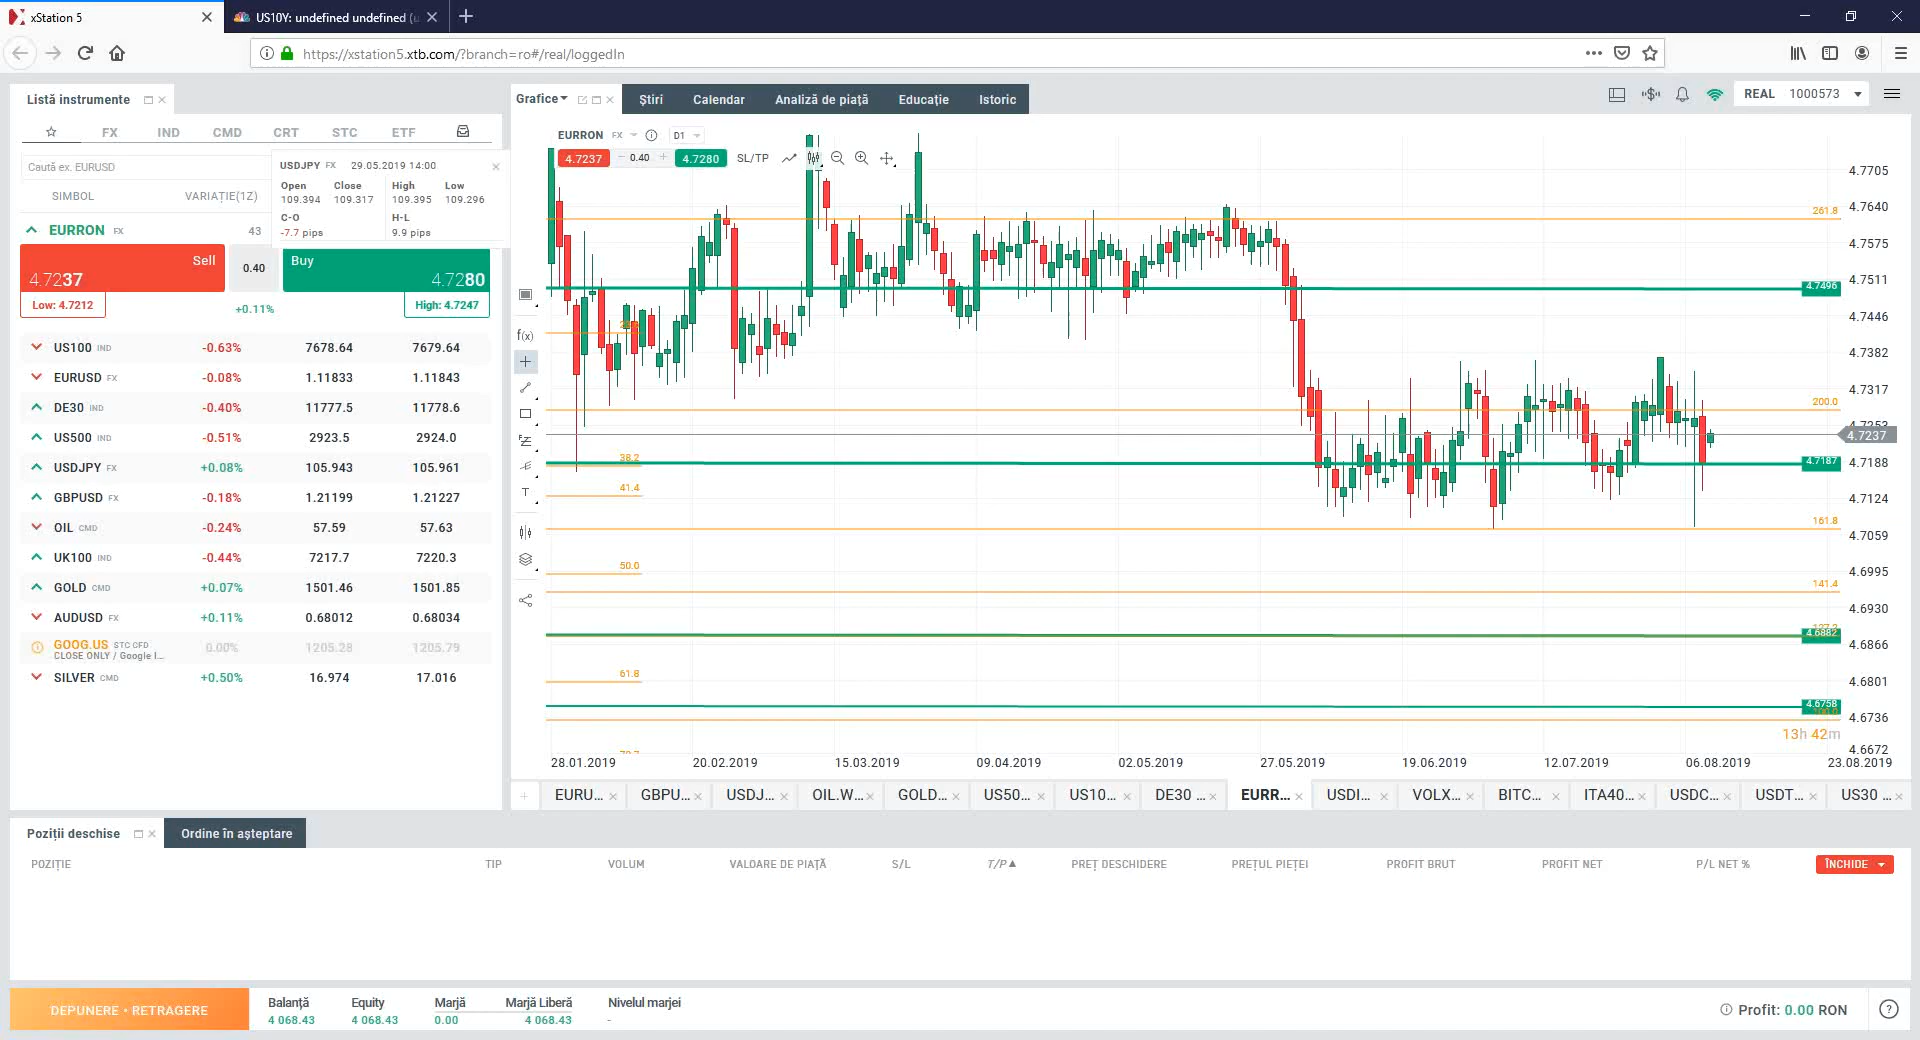 xStation 5
US10Y: undefined undefined (u
https://xstation5.xtb.com/?branch=ro#/real/loggedIn
Listă instrumente
FX IND CMD CRT STC ETF
Caută ex. EURUSD
SIMBOL VARIAȚIE(1Z)
USDJPY FX 29.05.2019 14:00
Open Close High Low
109.394 109.317 109.395 109.296
C-O H-L
-7.7 pips 9.9 pips
EURRON FX 43
Sell 4.7237
0.40
Buy 4.7280
Low: 4.7212 +0.11% High: 4.7247
US100 IND -0.63% 7678.64 7679.64
EURUSD FX -0.08% 1.11833 1.11843
DE30 IND -0.40% 11777.5 11778.6
US500 IND -0.51% 2923.5 2924.0
USDJPY FX +0.08% 105.943 105.961
GBPUSD FX -0.18% 1.21199 1.21227
OIL CMD -0.24% 57.59 57.63
UK100 IND -0.44% 7217.7 7220.3
GOLD CMD +0.07% 1501.46 1501.85
AUDUSD FX +0.11% 0.68012 0.68034
GOOG.US STC CFD 0.00% 1205.28 1205.79
CLOSE ONLY / Google I...
SILVER CMD +0.50% 16.974 17.016
Grafice Știri Calendar Analiză de piață Educație Istoric
REAL 1000573
EURRON FX D1
4.7237 0.40 4.7280 SL/TP
f(x)
T
261.8
200.0
38.2
41.4
161.8
50.0
141.4
61.8
4.7496
4.7187
4.6882
4.6758
4.7705
4.7640
4.7575
4.7511
4.7446
4.7382
4.7317
4.7237
4.7188
4.7124
4.7059
4.6995
4.6930
4.6866
4.6801
4.6736
4.6672
13h 42m
28.01.2019 20.02.2019 15.03.2019 09.04.2019 02.05.2019 27.05.2019 19.06.2019 12.07.2019 06.08.2019 23.08.2019
EURU... GBPU... USDJ... OIL.W... GOLD... US50... US10... DE30 ... EURR... USDI... VOLX... BITC... ITA40... USDC... USDT... US30 ...
Poziții deschise Ordine în așteptare
POZIȚIE TIP VOLUM VALOARE DE PIAȚĂ S/L T/P PREȚ DESCHIDERE PREȚUL PIEȚEI PROFIT BRUT PROFIT NET P/L NET % ÎNCHIDE
DEPUNERE • RETRAGERE
Balanță Equity Marjă Marjă Liberă Nivelul marjei
4 068.43 4 068.43 0.00 4 068.43 -
Profit: 0.00 RON